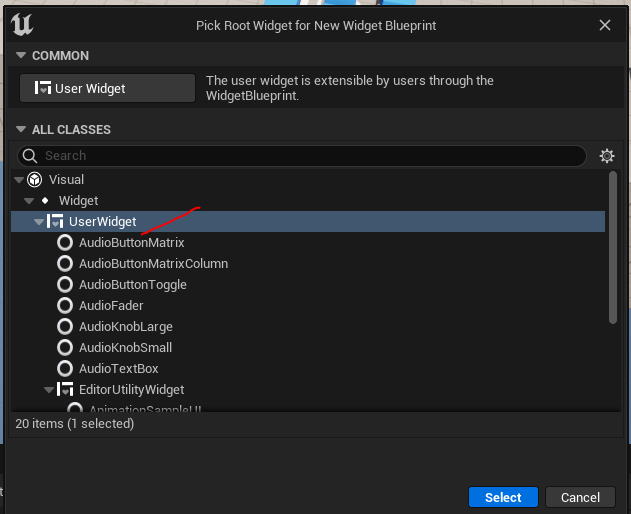 Pick Root Widget for New Widget Blueprint
COMMON
User Widget
The user widget is extensible by users through the
WidgetBlueprint.
ALL CLASSES
Search
Visual
Widget
UserWidget
AudioButtonMatrix
AudioButtonMatrixColumn
AudioButtonToggle
AudioFader
AudioKnobLarge
AudioKnobSmall
AudioTextBox
EditorUtilityWidget
AnimationSampleUI
20 items (1 selected)
Select
Cancel